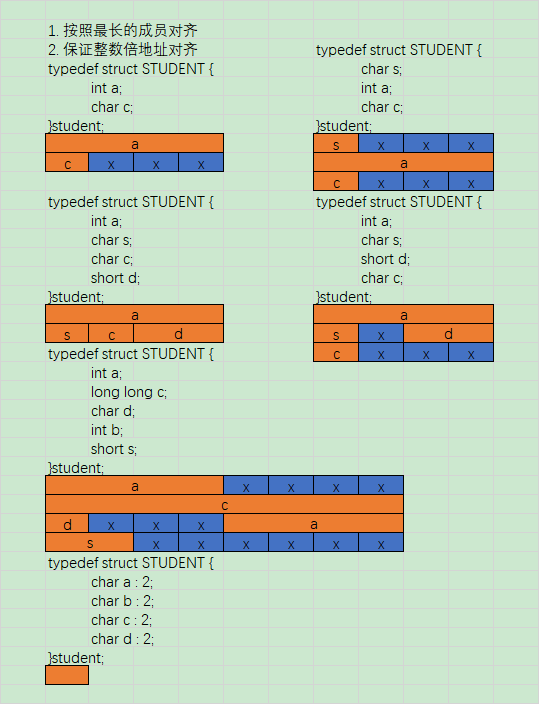 1. 按照最长的成员对齐
2. 保证整数倍地址对齐
typedef struct STUDENT {
int a;
char c;
}student;
a
c x x x
typedef struct STUDENT {
char s;
int a;
char c;
}student;
s x x x
a
c x x x
typedef struct STUDENT {
int a;
char s;
char c;
short d;
}student;
a
s c d
typedef struct STUDENT {
int a;
char s;
short d;
char c;
}student;
a
s x d
c x x x
typedef struct STUDENT {
int a;
long long c;
char d;
int b;
short s;
}student;
a x x x x
c
d x x x a
s x x x x x x
typedef struct STUDENT {
char a : 2;
char b : 2;
char c : 2;
char d : 2;
}student;